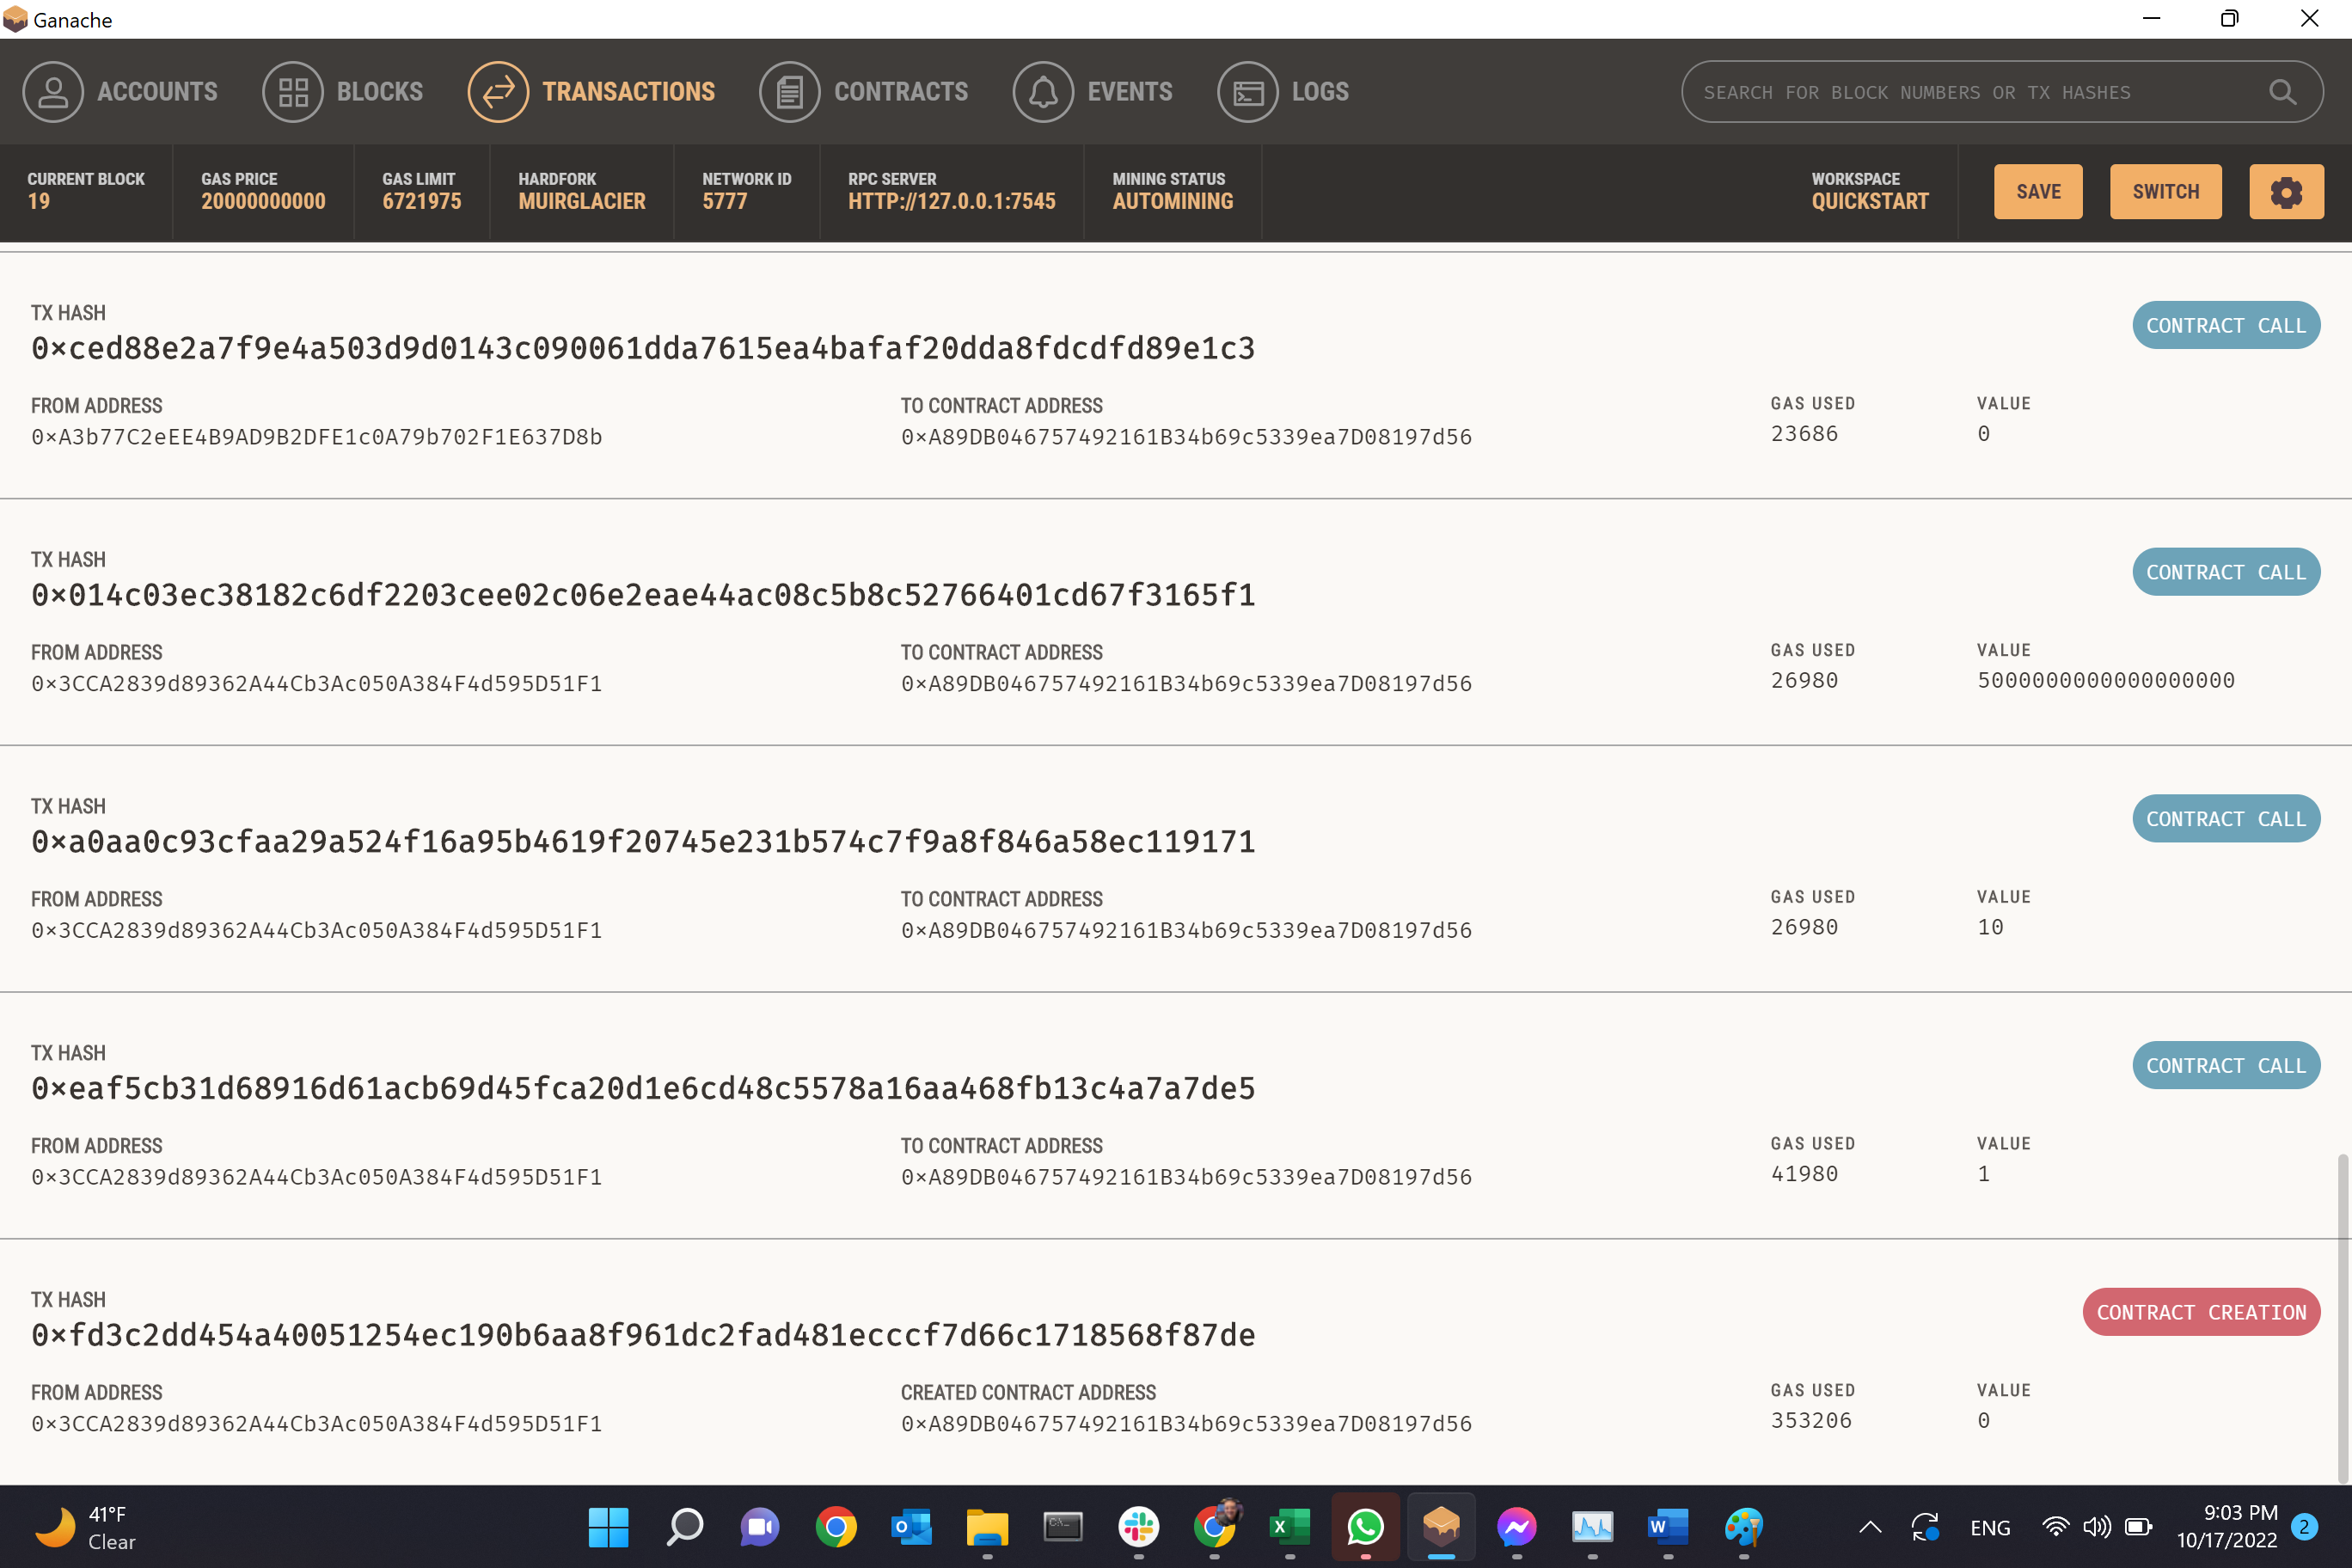 Ganache
ACCOUNTS BLOCKS TRANSACTIONS CONTRACTS EVENTS LOGS SEARCH FOR BLOCK NUMBERS OR TX HASHES
CURRENT BLOCK GAS PRICE GAS LIMIT HARDFORK NETWORK ID RPC SERVER MINING STATUS WORKSPACE SAVE SWITCH
19 20000000000 6721975 MUIRGLACIER 5777 HTTP://127.0.0.1:7545 AUTOMINING QUICKSTART
TX HASH CONTRACT CALL
0×ced88e2a7f9e4a503d9d0143c090061dda7615ea4bafaf20dda8fdcdfd89e1c3
FROM ADDRESS TO CONTRACT ADDRESS GAS USED VALUE
0×A3b77C2eEE4B9AD9B2DFE1c0A79b702F1E637D8b 0×A89DB046757492161B34b69c5339ea7D08197d56 23686 0
TX HASH CONTRACT CALL
0×014c03ec38182c6df2203cee02c06e2eae44ac08c5b8c52766401cd67f3165f1
FROM ADDRESS TO CONTRACT ADDRESS GAS USED VALUE
0×3CCA2839d89362A44Cb3Ac050A384F4d595D51F1 0×A89DB046757492161B34b69c5339ea7D08197d56 26980 5000000000000000000
TX HASH CONTRACT CALL
0×a0aa0c93cfaa29a524f16a95b4619f20745e231b574c7f9a8f846a58ec119171
FROM ADDRESS TO CONTRACT ADDRESS GAS USED VALUE
0×3CCA2839d89362A44Cb3Ac050A384F4d595D51F1 0×A89DB046757492161B34b69c5339ea7D08197d56 26980 10
TX HASH CONTRACT CALL
0×eaf5cb31d68916d61acb69d45fca20d1e6cd48c5578a16aa468fb13c4a7a7de5
FROM ADDRESS TO CONTRACT ADDRESS GAS USED VALUE
0×3CCA2839d89362A44Cb3Ac050A384F4d595D51F1 0×A89DB046757492161B34b69c5339ea7D08197d56 41980 1
TX HASH CONTRACT CREATION
0×fd3c2dd454a40051254ec190b6aa8f961dc2fad481ecccf7d66c1718568f87de
FROM ADDRESS CREATED CONTRACT ADDRESS GAS USED VALUE
0×3CCA2839d89362A44Cb3Ac050A384F4d595D51F1 0×A89DB046757492161B34b69c5339ea7D08197d56 353206 0
41°F 9:03 PM
Clear ENG 10/17/2022 2